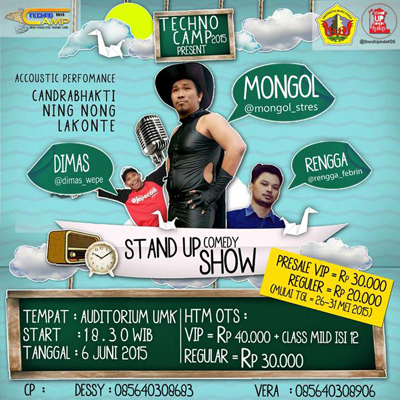 TECHNO
CAMP
TECHNO
CAMP 2015
PRESENT
@StandUpIndoKDS
ACCOUSTIC PERFOMANCE
CANDRABHAKTI
NING NONG
LAKONTE
MONGOL
@mongol_stres
DIMAS
@dimas_wepe
RENGGA
@rengga_febrin
STAND UP COMEDY
SHOW
PRESALE VIP = Rp 30.000
REGULER = Rp 20.000
(MULAI TGL = 26-31 MEI 2015)
TEMPAT : AUDITORIUM UMK
START : 18.30 WIB
TANGGAL : 6 JUNI 2015
HTM OTS :
VIP = Rp 40.000 + CLASS MILD ISI 12
REGULAR = Rp 30.000
CP : DESSY : 085640308683 VERA : 085640308906